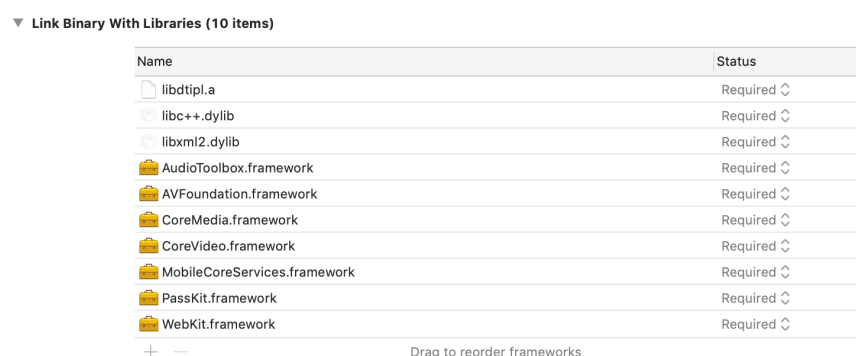 Link Binary With Libraries (10 items)
Name Status
libdtipl.a Required
libc++.dylib Required
libxml2.dylib Required
AudioToolbox.framework Required
AVFoundation.framework Required
CoreMedia.framework Required
CoreVideo.framework Required
MobileCoreServices.framework Required
PassKit.framework Required
WebKit.framework Required
Drag to reorder frameworks